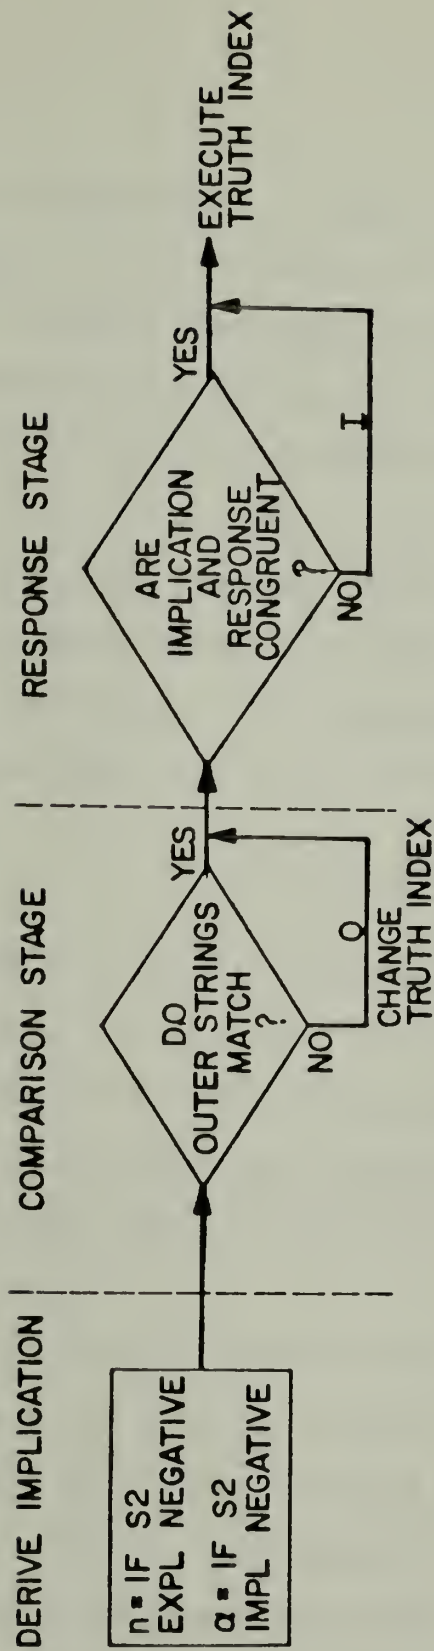 DERIVE IMPLICATION
n = IF S2
EXPL NEGATIVE
α = IF S2
IMPL NEGATIVE
COMPARISON STAGE
DO
OUTER STRINGS
MATCH
?
YES
NO
O
CHANGE
TRUTH INDEX
RESPONSE STAGE
ARE
IMPLICATION
AND
RESPONSE
CONGRUENT
?
YES
NO
I
EXECUTE
TRUTH INDEX